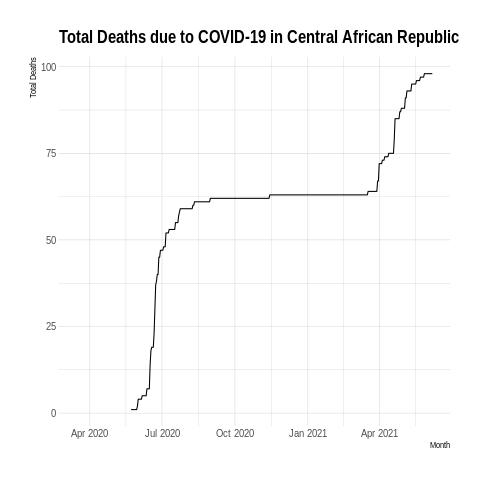 Total Deaths due to COVID-19 in Central African Republic
Total Deaths
100
75
50
25
0
Apr 2020 Jul 2020 Oct 2020 Jan 2021 Apr 2021
Month